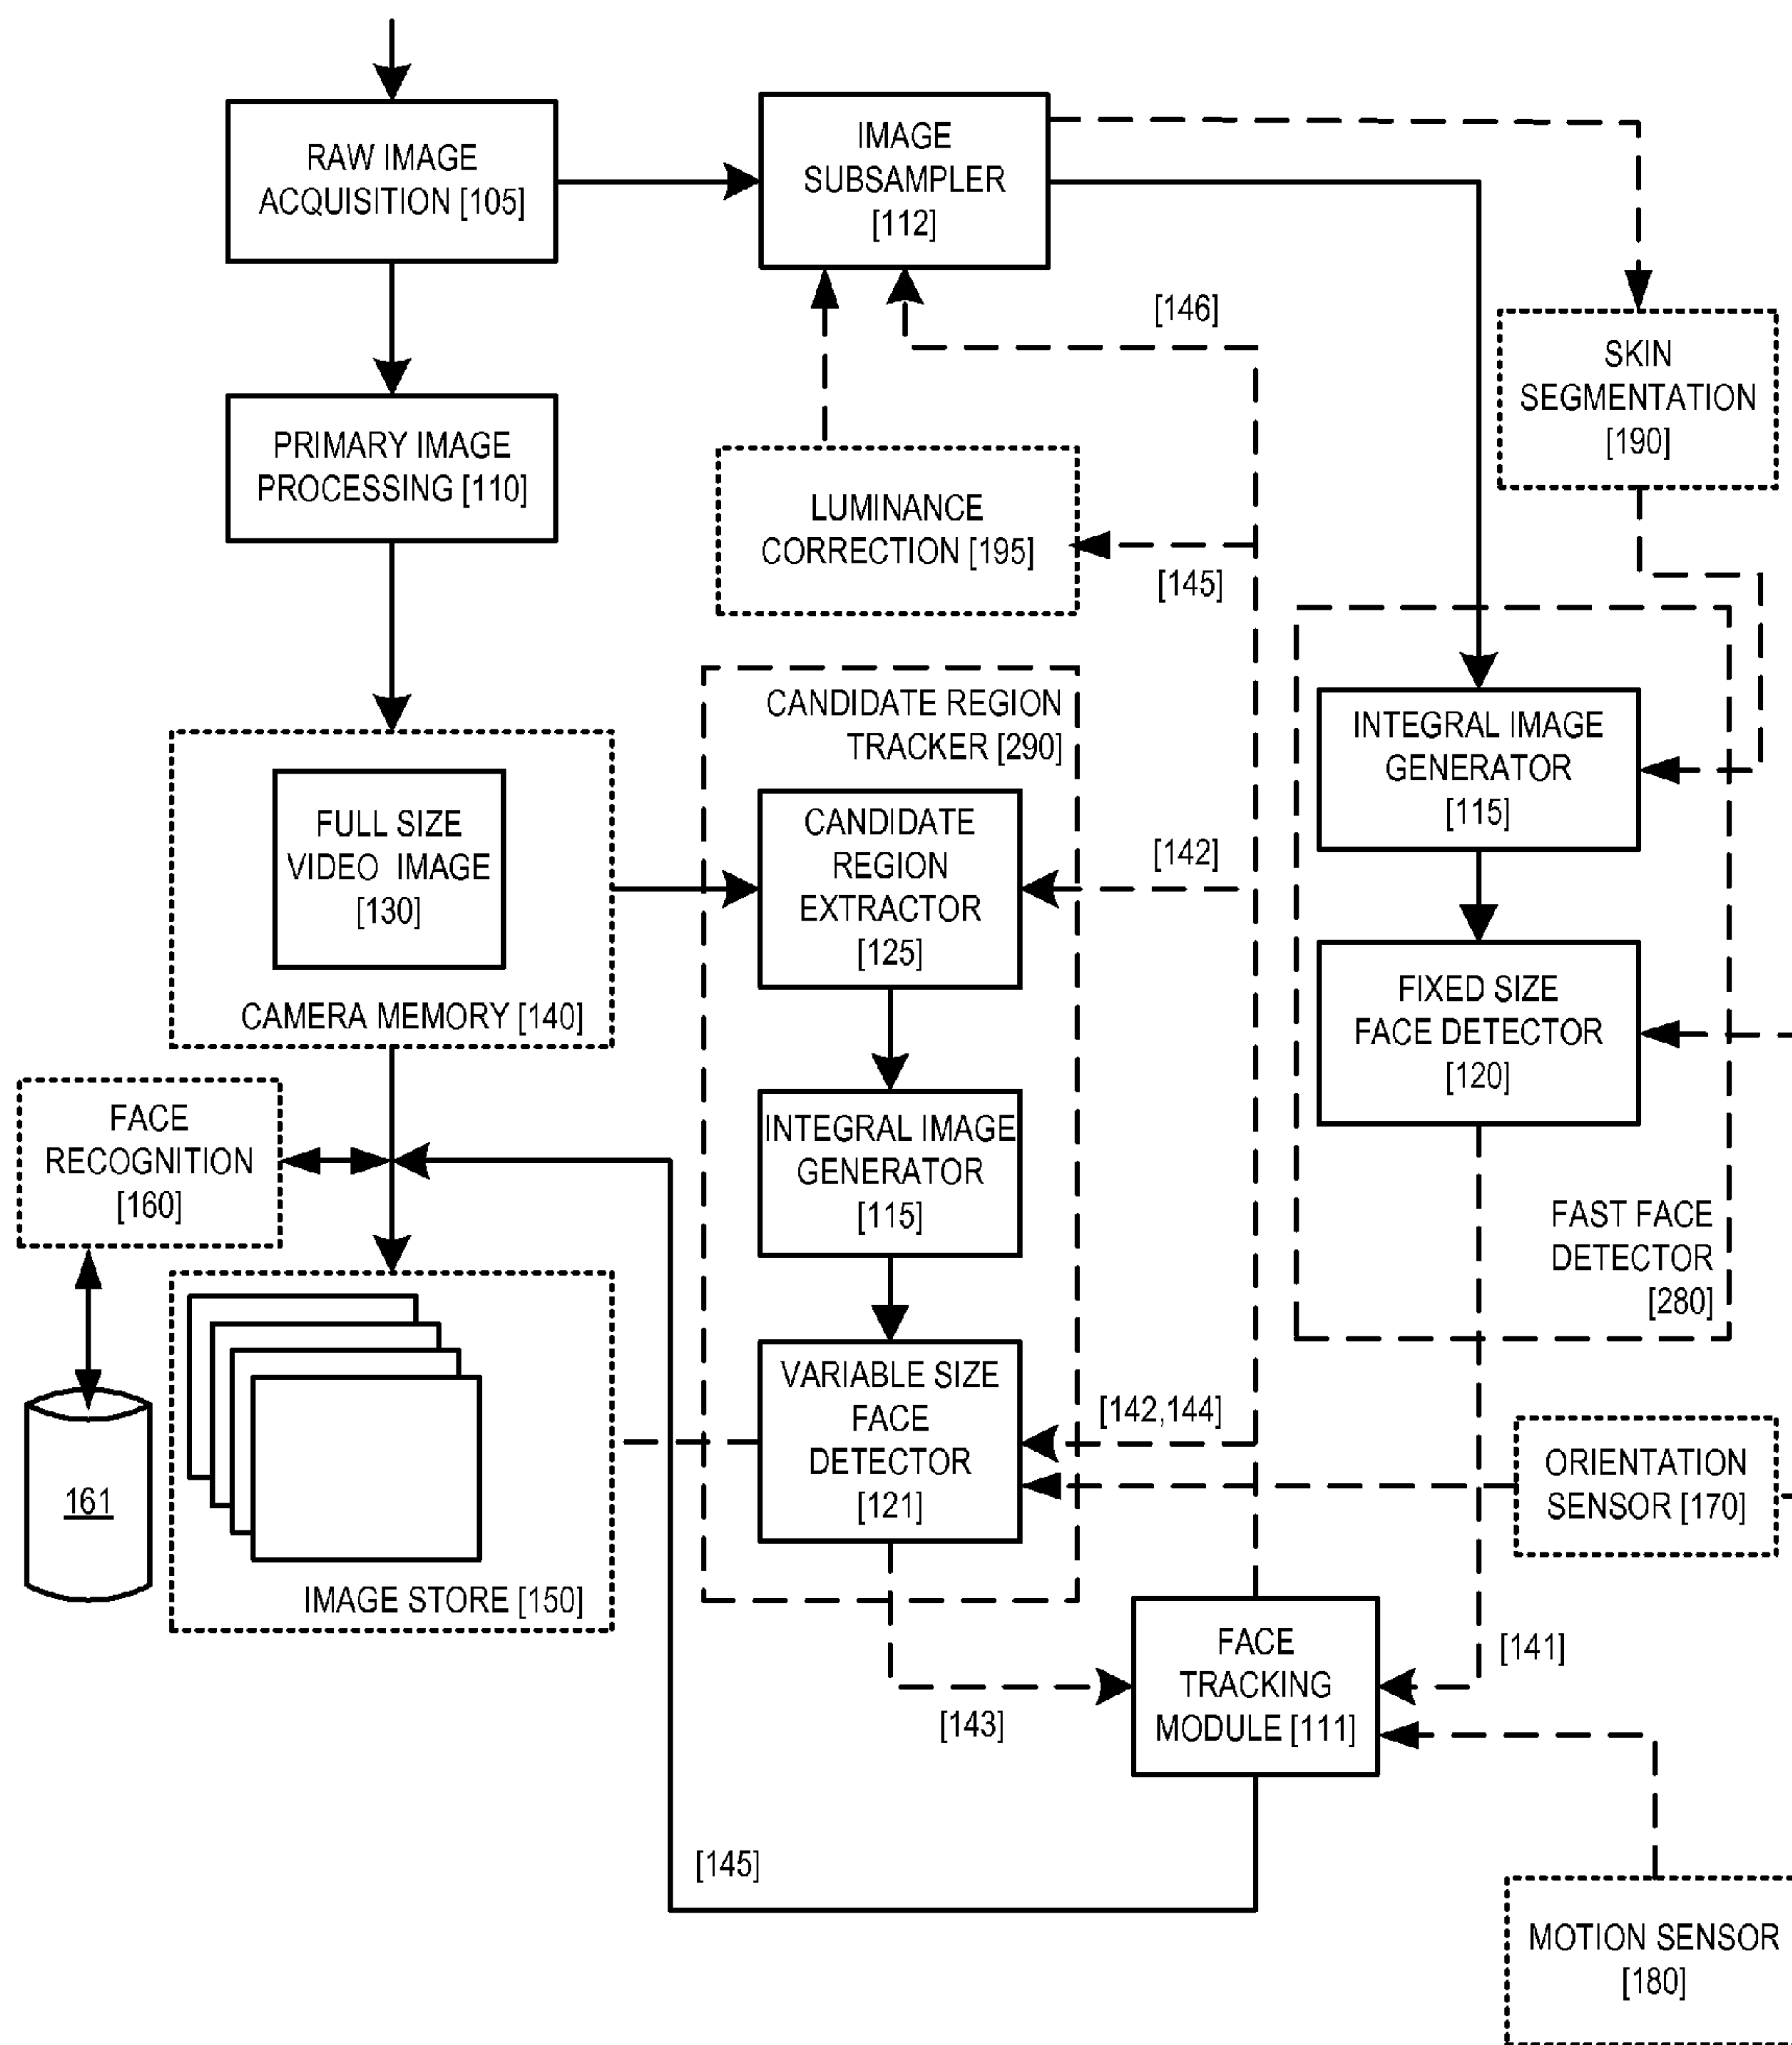 RAW IMAGE
ACQUISITION [105]
IMAGE
SUBSAMPLER
[112]
[146]
SKIN
SEGMENTATION
[190]
PRIMARY IMAGE
PROCESSING [110]
LUMINANCE
CORRECTION [195]
[145]
CANDIDATE REGION
TRACKER [290]
INTEGRAL IMAGE
GENERATOR
[115]
FULL SIZE
VIDEO IMAGE
[130]
CAMERA MEMORY [140]
CANDIDATE
REGION
EXTRACTOR
[125]
[142]
FIXED SIZE
FACE DETECTOR
[120]
FACE
RECOGNITION
[160]
INTEGRAL IMAGE
GENERATOR
[115]
FAST FACE
DETECTOR
[280]
VARIABLE SIZE
FACE
DETECTOR
[121]
[142,144]
ORIENTATION
SENSOR [170]
161
IMAGE STORE [150]
FACE
TRACKING
MODULE [111]
[141]
[143]
[145]
MOTION SENSOR
[180]